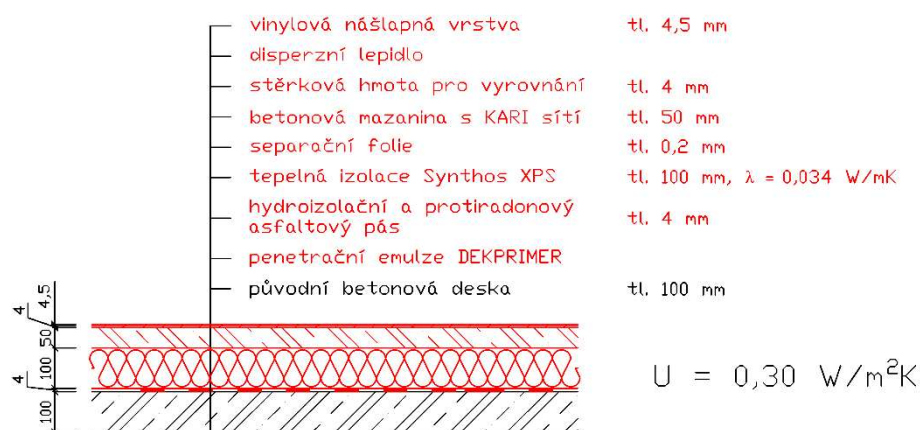 vinylová nášlapná vrstva tl. 4,5 mm
disperzní lepidlo
stěrková hmota pro vyrovnání tl. 4 mm
betonová mazanina s KARI sítí tl. 50 mm
separační folie tl. 0,2 mm
tepelná izolace Synthos XPS tl. 100 mm, λ = 0,034 W/mK
hydroizolační a protiradonový
asfaltový pás tl. 4 mm
penetrační emulze DEKPRIMER
původní betonová deska tl. 100 mm
4
4,5
50
100
4
100
U = 0,30 W/m²K